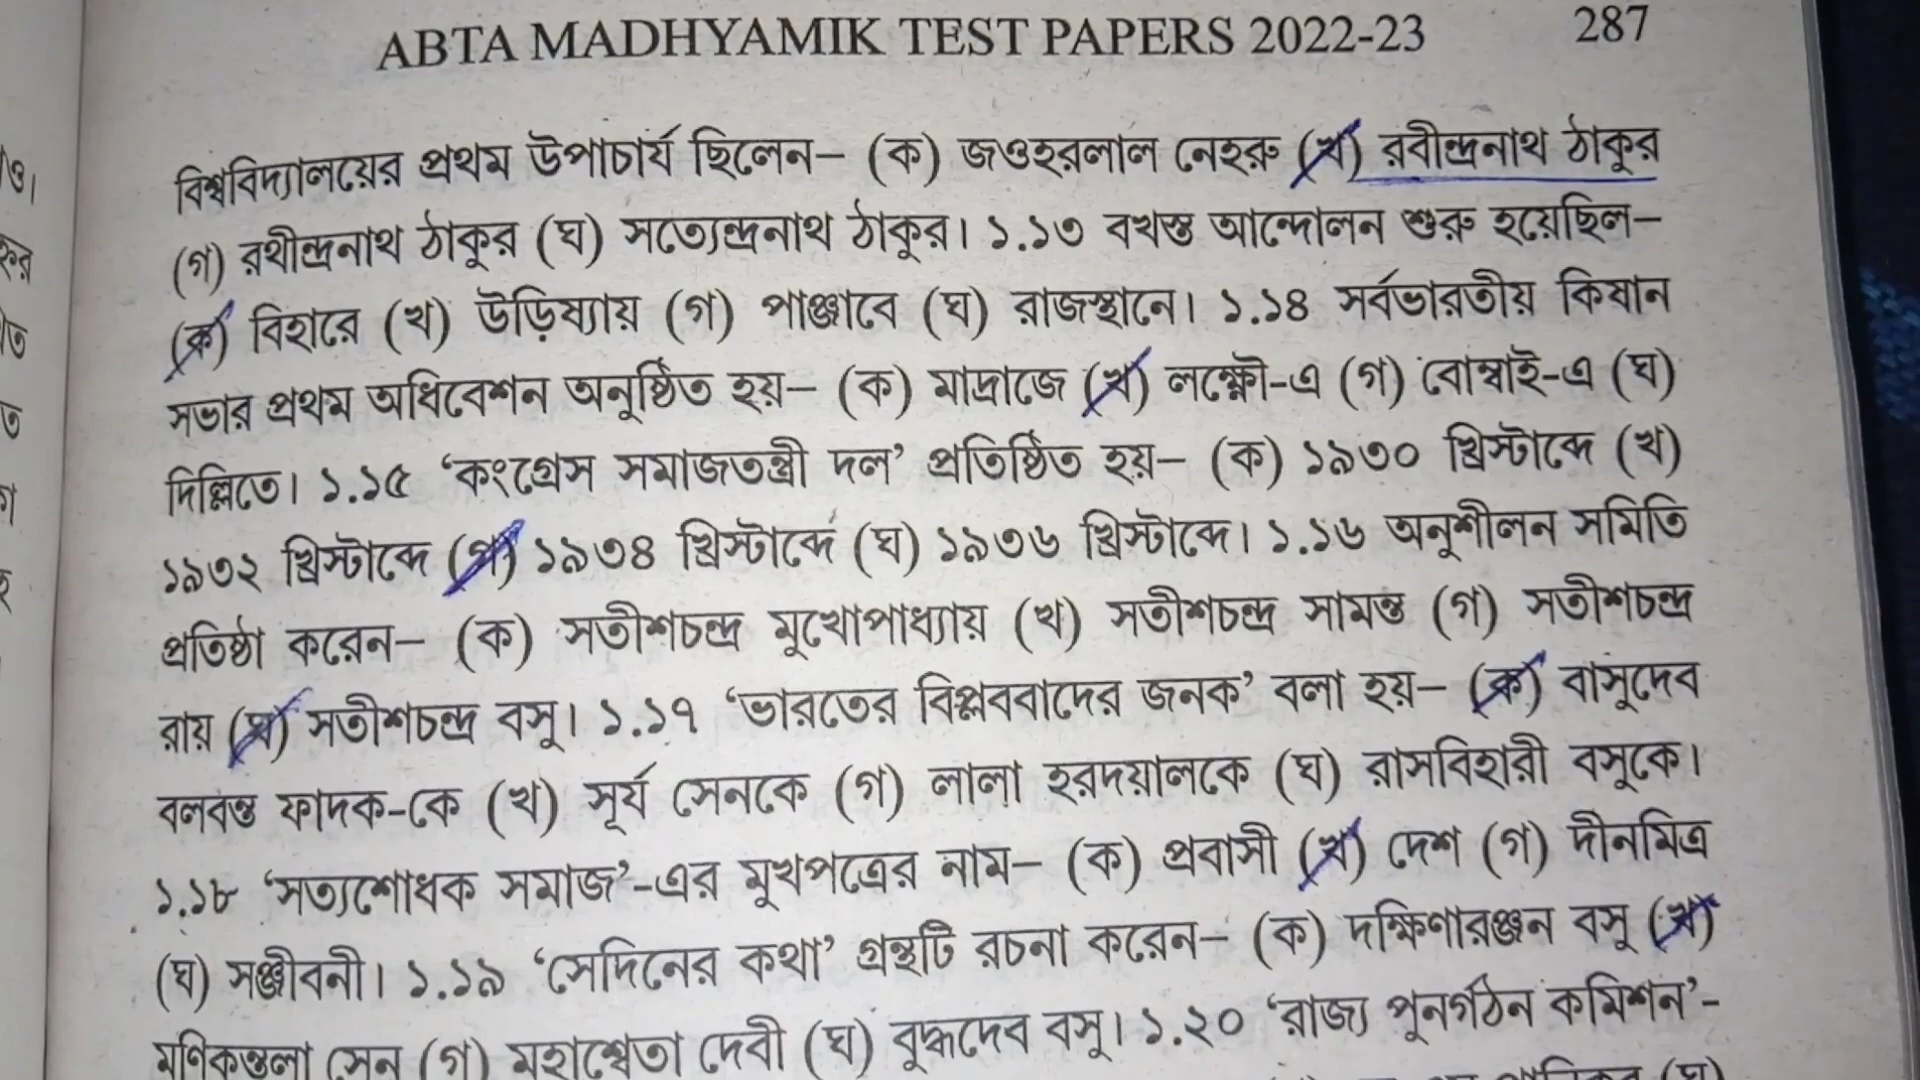 ABTA MADHYAMIK TEST PAPERS 2022-23 287
বিশ্ববিদ্যালয়ের প্রথম উপাচার্য ছিলেন– (ক) জওহরলাল নেহরু (খ) রবীন্দ্রনাথ ঠাকুর
(গ) রথীন্দ্রনাথ ঠাকুর (ঘ) সত্যেন্দ্রনাথ ঠাকুর। ১.১৩ বখস্ত আন্দোলন শুরু হয়েছিল–
(ক) বিহারে (খ) উড়িষ্যায় (গ) পাঞ্জাবে (ঘ) রাজস্থানে। ১.১৪ সর্বভারতীয় কিষান
সভার প্রথম অধিবেশন অনুষ্ঠিত হয়– (ক) মাদ্রাজে (খ) লক্ষ্ণৌ-এ (গ) বোম্বাই-এ (ঘ)
দিল্লিতে। ১.১৫ ‘কংগ্রেস সমাজতন্ত্রী দল’ প্রতিষ্ঠিত হয়– (ক) ১৯৩০ খ্রিস্টাব্দে (খ)
১৯৩২ খ্রিস্টাব্দে (গ) ১৯৩৪ খ্রিস্টাব্দে (ঘ) ১৯৩৬ খ্রিস্টাব্দে। ১.১৬ অনুশীলন সমিতি
প্রতিষ্ঠা করেন– (ক) সতীশচন্দ্র মুখোপাধ্যায় (খ) সতীশচন্দ্র সামন্ত (গ) সতীশচন্দ্র
রায় (ঘ) সতীশচন্দ্র বসু। ১.১৭ ‘ভারতের বিপ্লববাদের জনক’ বলা হয়– (ক) বাসুদেব
বলবন্ত ফাদক-কে (খ) সূর্য সেনকে (গ) লালা হরদয়ালকে (ঘ) রাসবিহারী বসুকে।
১.১৮ ‘সত্যশোধক সমাজ’-এর মুখপত্রের নাম– (ক) প্রবাসী (খ) দেশ (গ) দীনমিত্র
(ঘ) সঞ্জীবনী। ১.১৯ ‘সেদিনের কথা’ গ্রন্থটি রচনা করেন– (ক) দক্ষিণারঞ্জন বসু (খ)
মণিকুন্তলা সেন (গ) মহাশ্বেতা দেবী (ঘ) বুদ্ধদেব বসু। ১.২০ ‘রাজ্য পুনর্গঠন কমিশন’-
(ঘ)